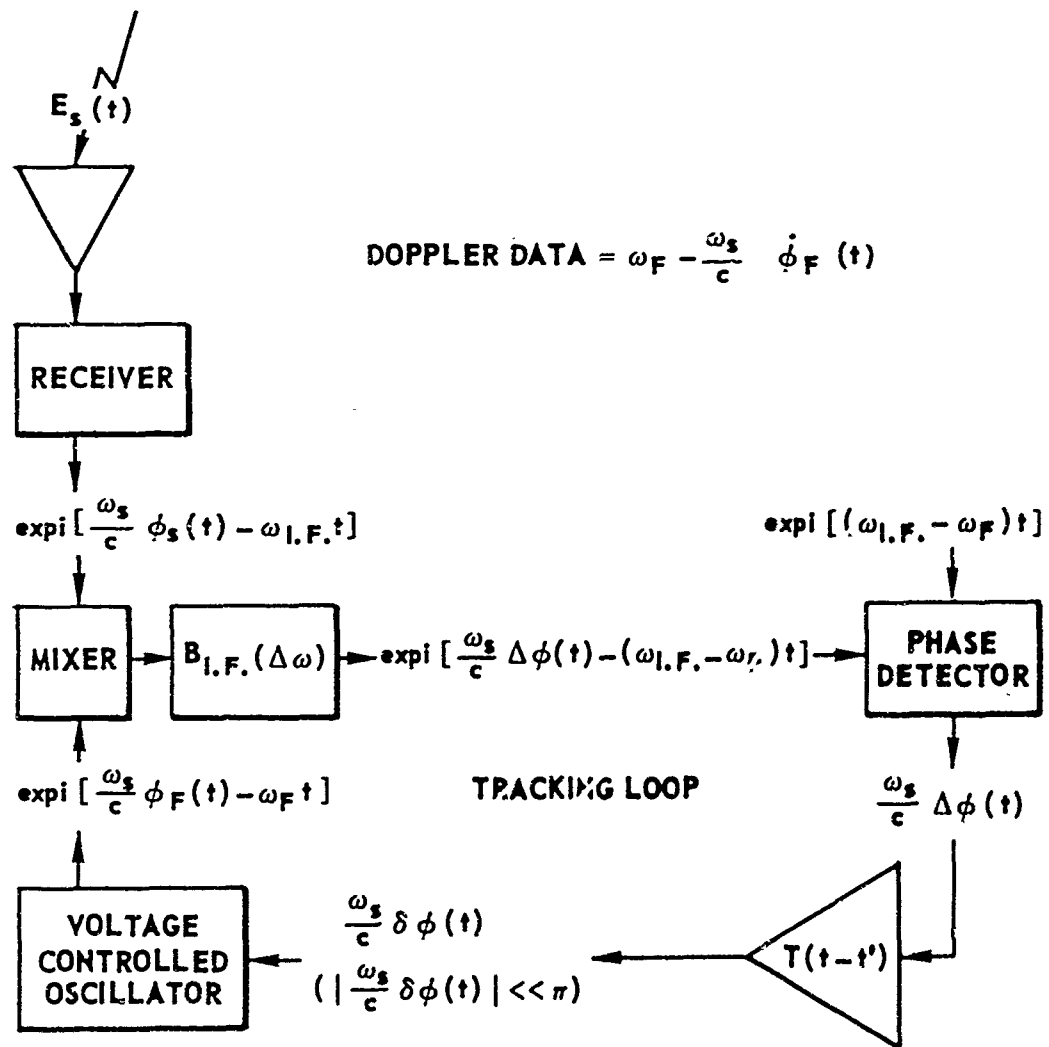 E_s (t)
DOPPLER DATA = ω_F - ω_s/c φ̇_F (t)
RECEIVER
expi [ω_s/c φ_s(t) - ω_I.F. t]
expi [(ω_I.F. - ω_F) t]
MIXER
B_I.F. (Δω)
expi [ω_s/c Δφ(t) - (ω_I.F. - ω_F) t]
PHASE
DETECTOR
expi [ω_s/c φ_F(t) - ω_F t]
TRACKING LOOP
ω_s/c Δφ(t)
VOLTAGE
CONTROLLED
OSCILLATOR
ω_s/c δφ(t)
(|ω_s/c δφ(t)| << π)
T(t-t')